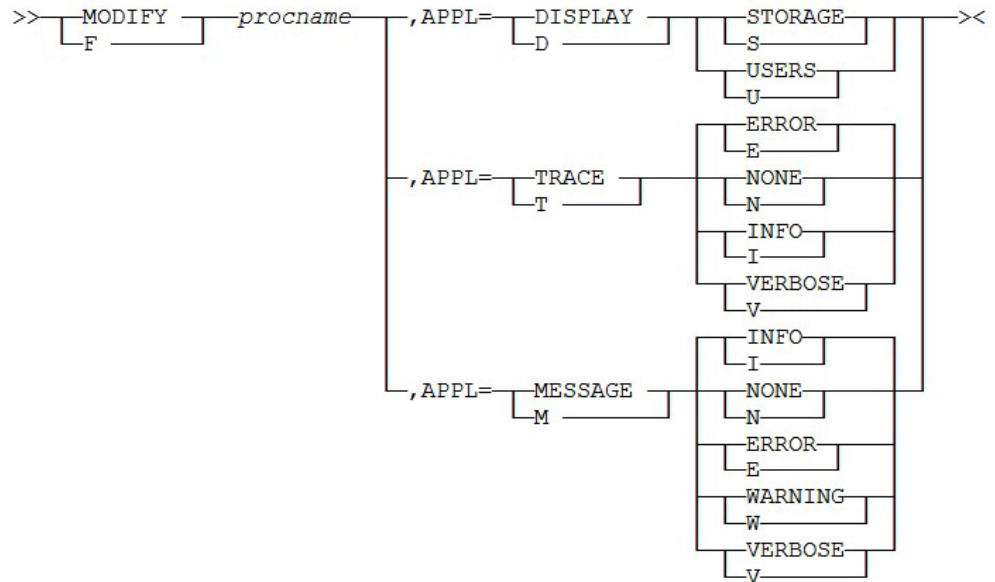 >>MODIFY procname ,APPL= DISPLAY STORAGE ><
F D S
USERS
U
ERROR
E
,APPL= TRACE NONE
T N
INFO
I
VERBOSE
V
INFO
I
,APPL= MESSAGE NONE
M N
ERROR
E
WARNING
W
VERBOSE
V